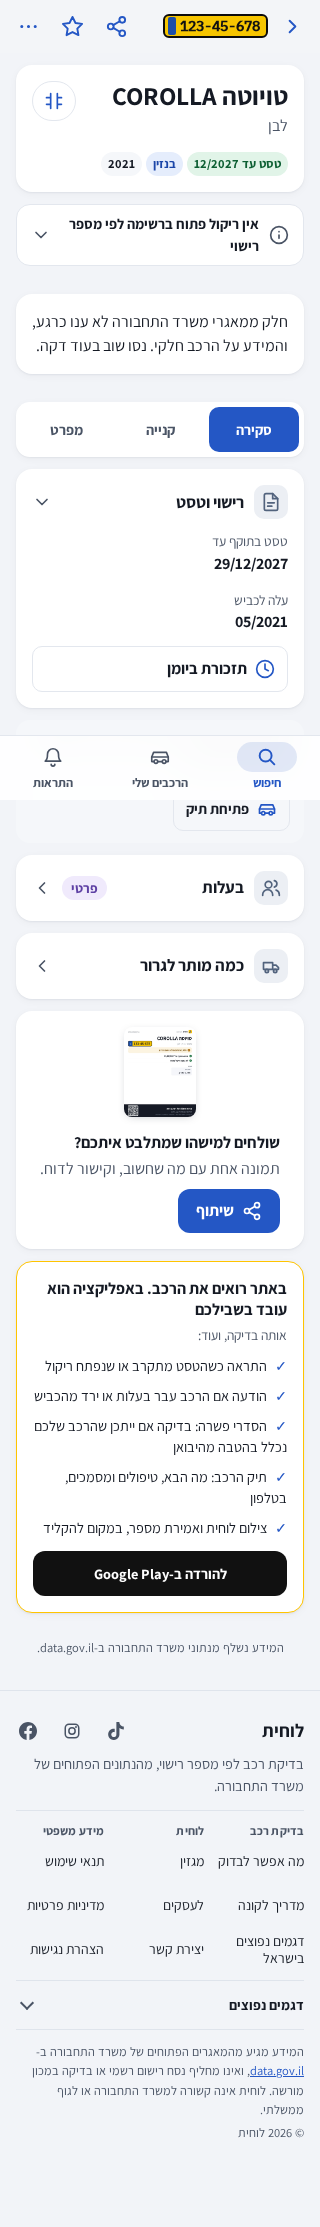 123-45-678
טויוטה COROLLA
לבן
טסט עד 12/2027
בנזין
2021
אין ריקול פתוח ברשימה לפי מספר
רישוי
חלק ממאגרי משרד התחבורה לא ענו כרגע,
והמידע על הרכב חלקי. נסו שוב בעוד דקה.
סקירה
קנייה
מפרט
רישוי וטסט
טסט בתוקף עד
29/12/2027
עלה לכביש
05/2021
תזכורת ביומן
חיפוש
הרכבים שלי
התראות
פתיחת תיק
בעלות
פרטי
כמה מותר לגרור
שולחים למישהו שמתלבט איתכם?
תמונה אחת עם מה שחשוב, וקישור לדוח.
שיתוף
באתר רואים את הרכב. באפליקציה הוא
עובד בשבילכם
אותה בדיקה, ועוד:
✓ התראה כשהטסט מתקרב או שנפתח ריקול
✓ הודעה אם הרכב עבר בעלות או ירד מהכביש
✓ הסדרי פשרה: בדיקה אם ייתכן שהרכב שלכם
נכלל בהטבה מהיבואן
✓ תיק הרכב: מה הבא, טיפולים ומסמכים,
בטלפון
✓ צילום לוחית ואמירת מספר, במקום להקליד
להורדה ב-Google Play
המידע נשלף מנתוני משרד התחבורה ב-data.gov.il.
לוחית
בדיקת רכב לפי מספר רישוי, מהנתונים הפתוחים של
משרד התחבורה.
בדיקת רכב
לוחית
מידע משפטי
מה אפשר לבדוק
מגזין
תנאי שימוש
מדריך לקונה
לעסקים
מדיניות פרטיות
דגמים נפוצים
בישראל
יצירת קשר
הצהרת נגישות
דגמים נפוצים
המידע מגיע מהמאגרים הפתוחים של משרד התחבורה ב-
data.gov.il, ואינו מחליף נסח רישום רשמי או בדיקה במכון
מורשה. לוחית אינה קשורה למשרד התחבורה או לגוף
ממשלתי.
© 2026 לוחית